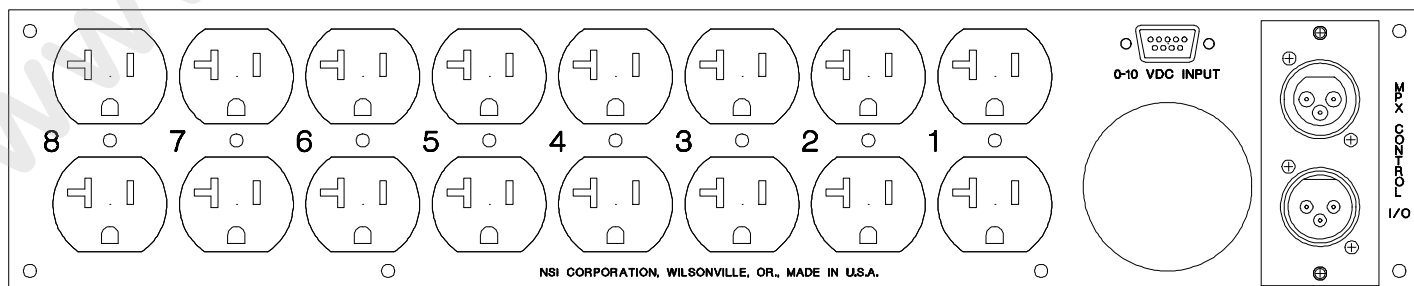 0-10 VDC INPUT
8 7 6 5 4 3 2 1
MPX CONTROL
I/O
NSI CORPORATION, WILSONVILLE, OR., MADE IN U.S.A.